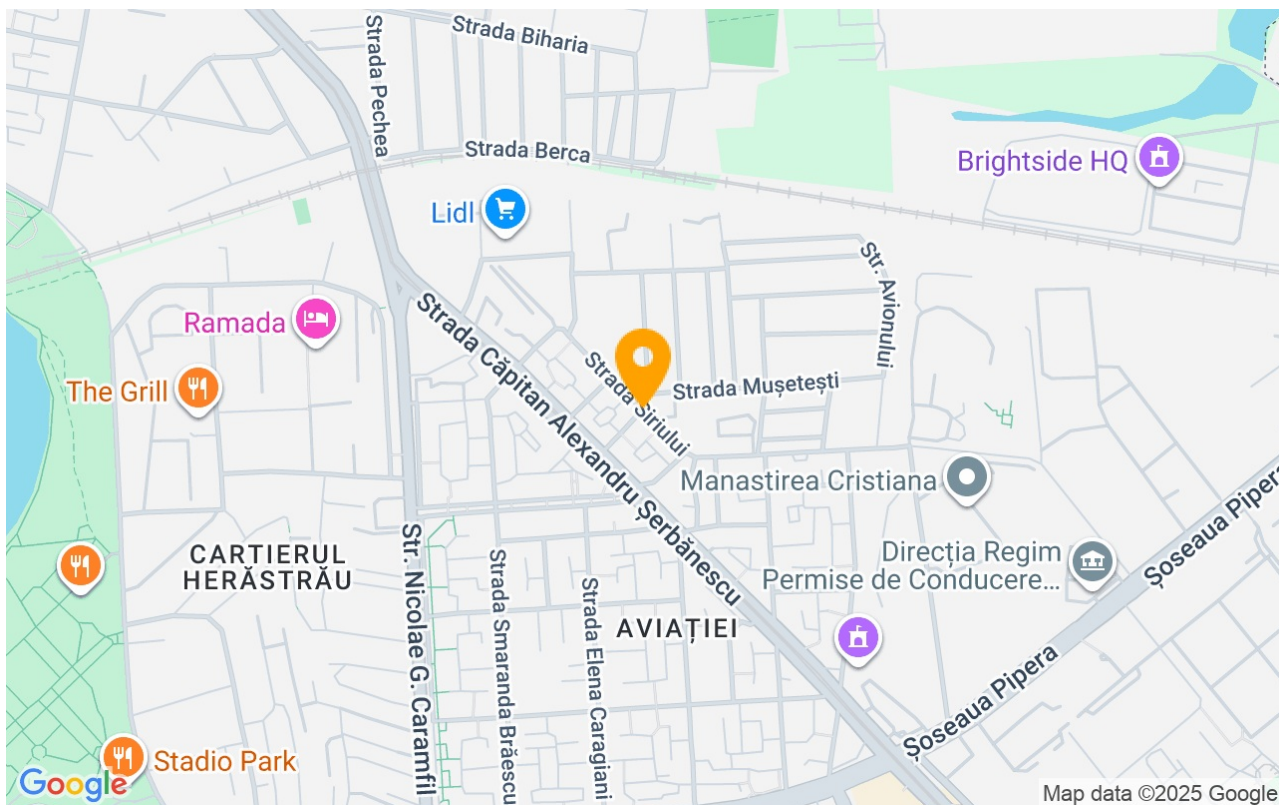 Strada Biharia
Strada Pechea
Strada Berca
Brightside HQ
Lidl
Str. Avionului
Ramada
Strada Căpitan Alexandru Șerbănescu
The Grill
Strada Siriului
Strada Mușetești
Manastirea Cristiana
CARTIERUL
HERĂSTRĂU
Str. Nicolae G. Caramfil
Strada Smaranda Brăescu
Strada Elena Caragiani
AVIAȚIEI
Direcția Regim
Permise de Conducere...
Șoseaua Pipera
Șoseaua Pipera
Stadio Park
Google
Map data ©2025 Google